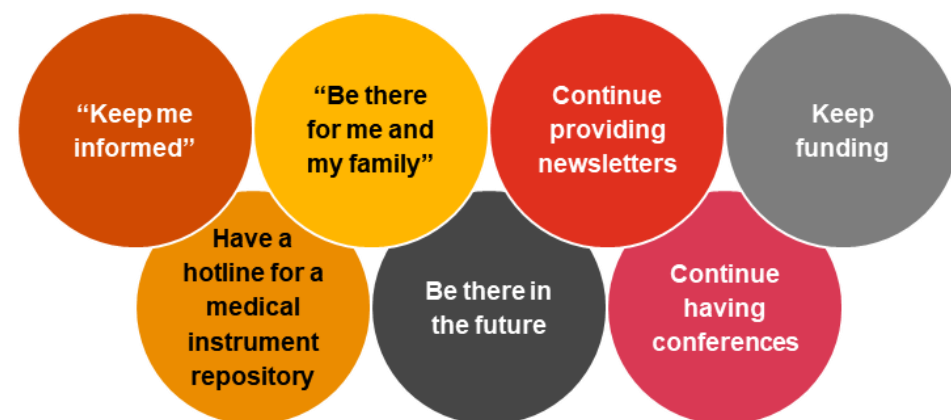 “Keep me
informed”
“Be there
for me and
my family”
Continue
providing
newsletters
Keep
funding
Have a
hotline for a
medical
instrument
repository
Be there in
the future
Continue
having
conferences